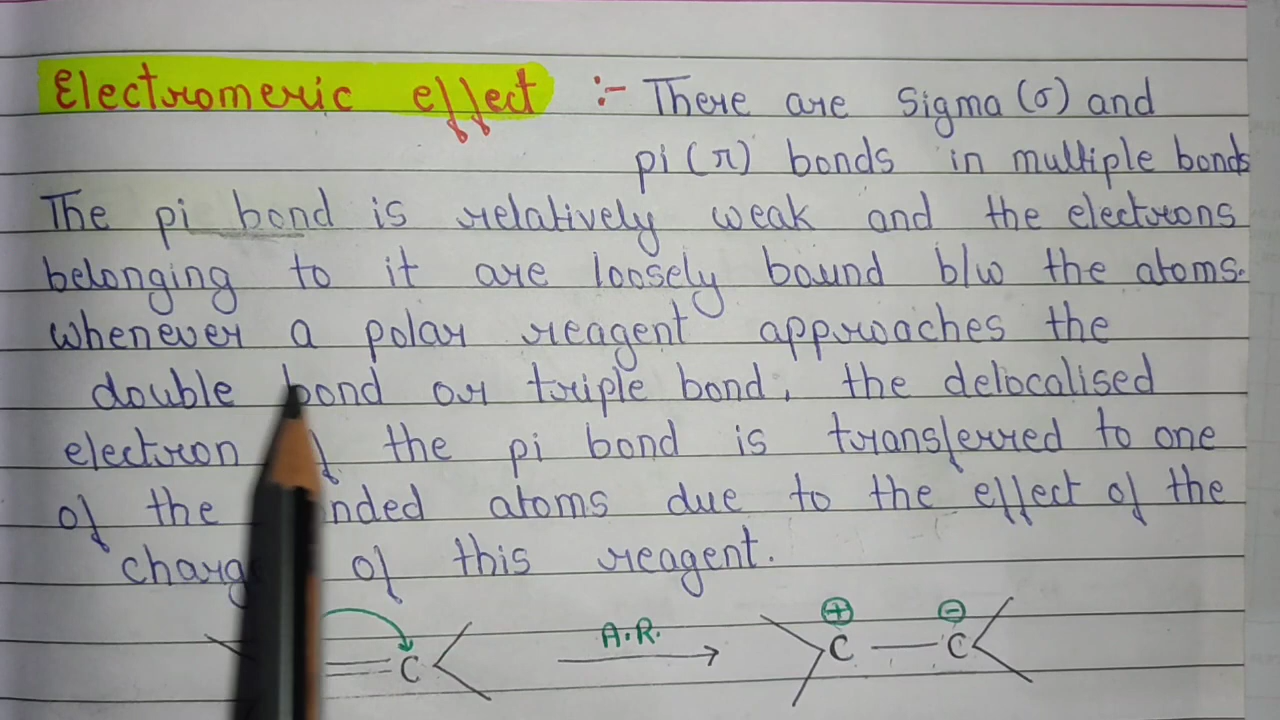 Electromeric effect :- There are sigma (σ) and
pi (π) bonds in multiple bonds
The pi bond is relatively weak and the electrons
belonging to it are loosely bound b/w the atoms.
whenever a polar reagent approaches the
double bond or triple bond, the delocalised
electron the pi bond is transferred to one
of the atoms due to the effect of the
of this reagent.
=C A.R. → ⊕ ⊖ C — C